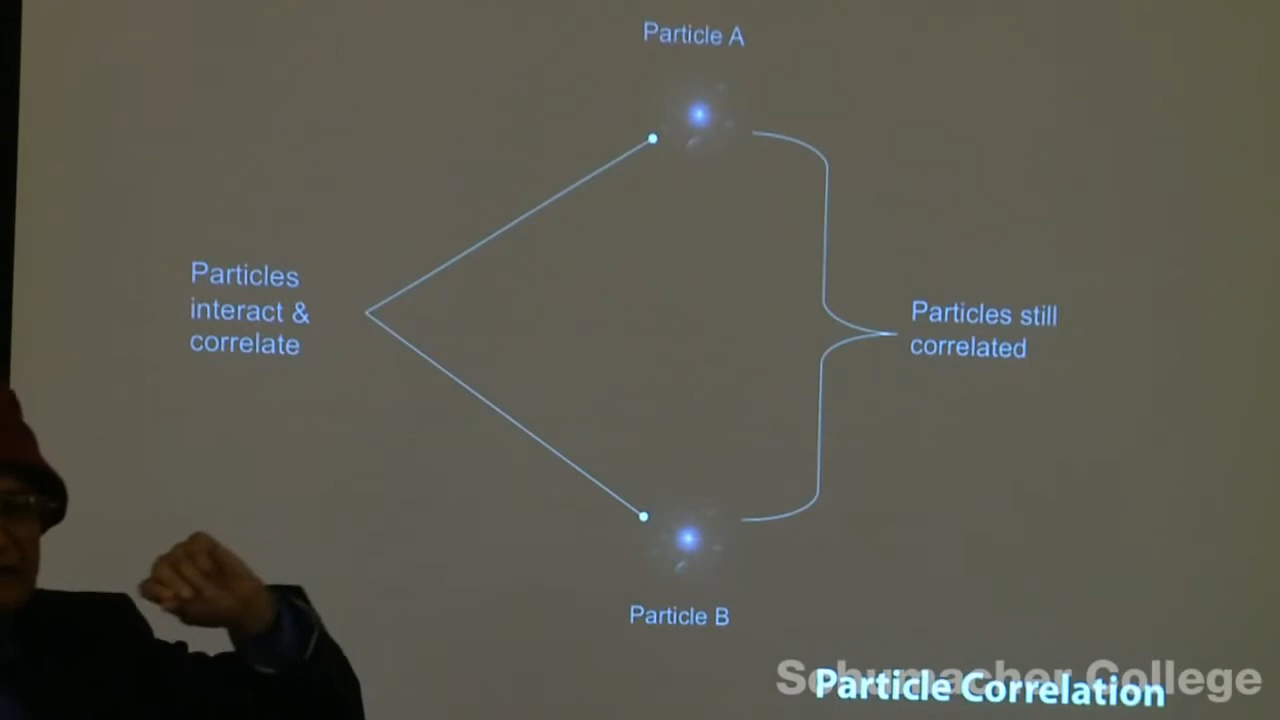 Particle A
Particles
interact &
correlate
Particles still
correlated
Particle B
Schumacher College
Particle Correlation